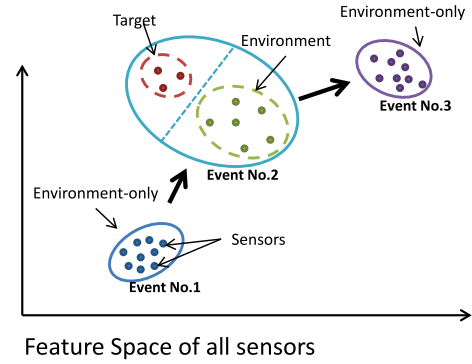 Environment-only
Target
Environment
Event No.3
Event No.2
Environment-only
Sensors
Event No.1
Feature Space of all sensors